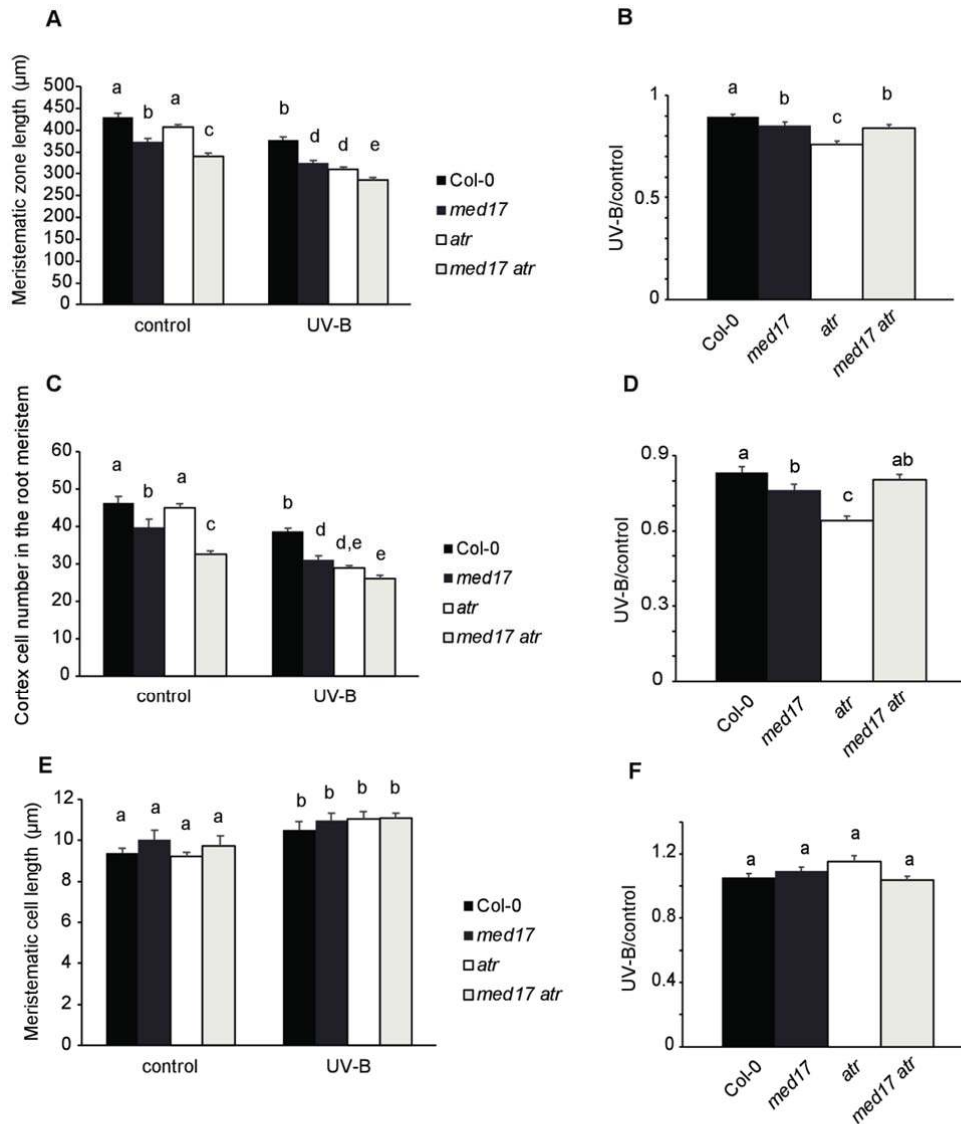 A
Meristematic zone length (µm)
500
450
400
350
300
250
200
150
100
50
0
a
b
a
c
b
d
d
e
control
UV-B
Col-0
med17
atr
med17 atr
B
UV-B/control
1
0.5
0
a
b
c
b
Col-0
med17
atr
med17 atr
C
Cortex cell number in the root meristem
60
50
40
30
20
10
0
a
b
a
c
b
d
d,e
e
control
UV-B
Col-0
med17
atr
med17 atr
D
UV-B/control
0.9
0.6
0.3
0
a
b
c
ab
Col-0
med17
atr
med17 atr
E
Meristematic cell length (µm)
12
10
8
6
4
2
0
a
a
a
a
b
b
b
b
control
UV-B
Col-0
med17
atr
med17 atr
F
UV-B/control
1.2
0.8
0.4
0
a
a
a
a
Col-0
med17
atr
med17 atr